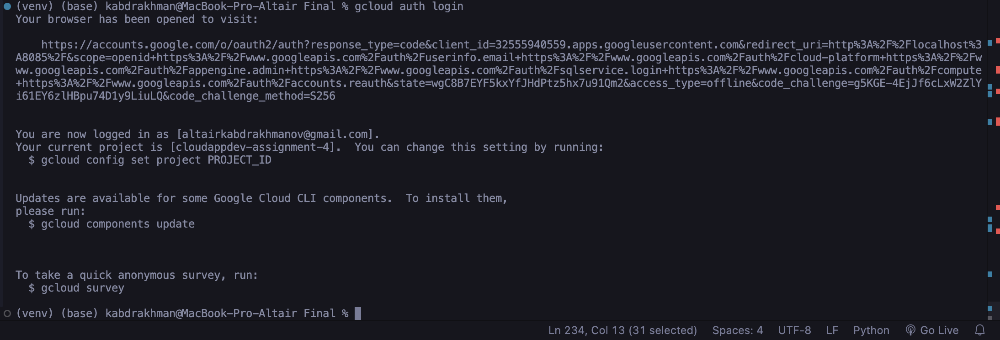 (venv) (base) kabdrakhman@MacBook-Pro-Altair Final % gcloud auth login
Your browser has been opened to visit:
https://accounts.google.com/o/oauth2/auth?response_type=code&client_id=32555940559.apps.googleusercontent.com&redirect_uri=http%3A%2F%2Flocalhost%3
A8085%2F&scope=openid+https%3A%2F%2Fwww.googleapis.com%2Fauth%2Fuserinfo.email+https%3A%2F%2Fwww.googleapis.com%2Fauth%2Fcloud-platform+https%3A%2F%2Fw
ww.googleapis.com%2Fauth%2Fappengine.admin+https%3A%2F%2Fwww.googleapis.com%2Fauth%2Fsqlservice.login+https%3A%2F%2Fwww.googleapis.com%2Fauth%2Fcompute
+https%3A%2F%2Fwww.googleapis.com%2Fauth%2Faccounts.reauth&state=wgC8B7EYF5kxYfJHdPtz5hx7u91Qm2&access_type=offline&code_challenge=g5KGE-4EjJf6cLxW2ZlY
i61EY6zlHBpu74D1y9LiuLQ&code_challenge_method=S256
You are now logged in as [altairkabdrakhmanov@gmail.com].
Your current project is [cloudappdev-assignment-4].  You can change this setting by running:
$ gcloud config set project PROJECT_ID
Updates are available for some Google Cloud CLI components.  To install them,
please run:
$ gcloud components update
To take a quick anonymous survey, run:
$ gcloud survey
(venv) (base) kabdrakhman@MacBook-Pro-Altair Final %
Ln 234, Col 13 (31 selected) Spaces: 4 UTF-8 LF Python Go Live